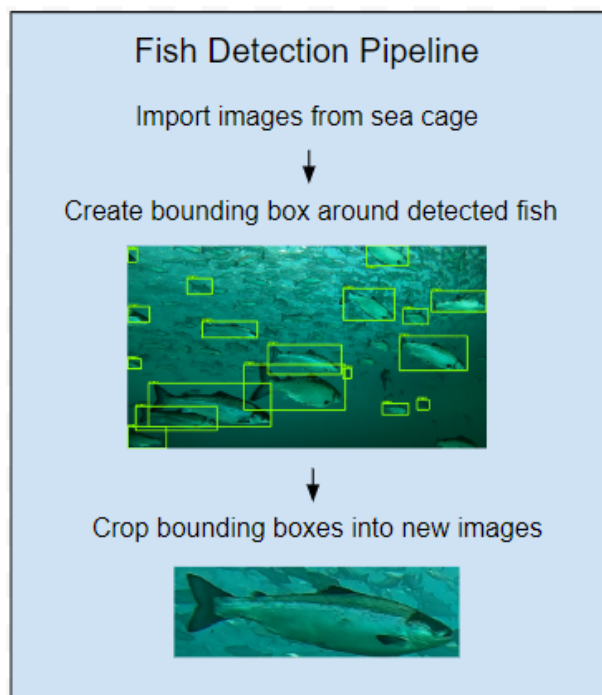 Fish Detection Pipeline
Import images from sea cage
Create bounding box around detected fish
Crop bounding boxes into new images